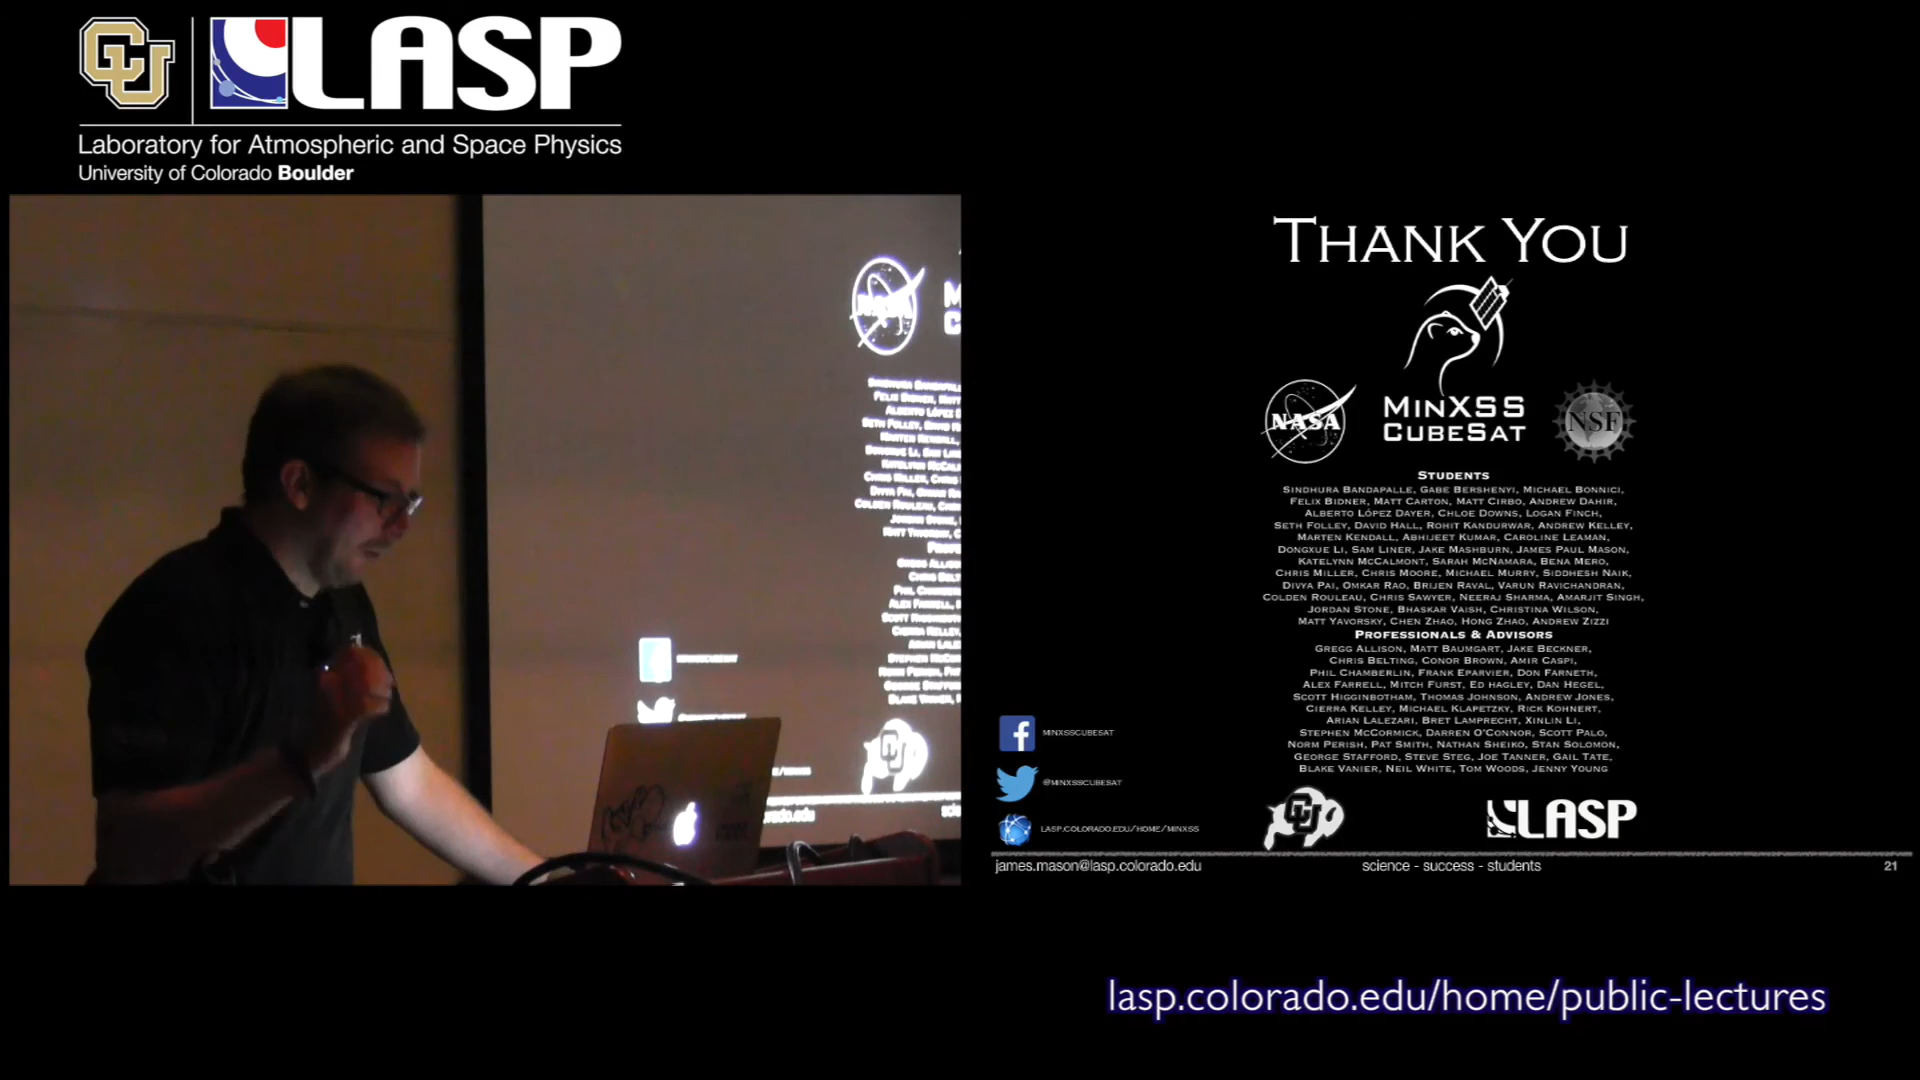 CU LASP
Laboratory for Atmospheric and Space Physics
University of Colorado Boulder
NASA
THANK YOU
NASA
MINXSS
CUBESAT
NSF
STUDENTS
SINDHURA BANDAPALLE, GABE BERSHENYI, MICHAEL BONNICI,
FELIX BIDNER, MATT CARTON, MATT CIRBO, ANDREW DAHIR,
ALBERTO LÓPEZ DAYER, CHLOE DOWNS, LOGAN FINCH,
SETH FOLLEY, DAVID HALL, ROHIT KANDURWAR, ANDREW KELLEY,
MARTEN KENDALL, ABHIJEET KUMAR, CAROLINE LEAMAN,
DONGXUE LI, SAM LINER, JAKE MASHBURN, JAMES PAUL MASON,
KATELYNN MCCALMONT, SARAH MCNAMARA, BENA MERO,
CHRIS MILLER, CHRIS MOORE, MICHAEL MURRY, SIDDHESH NAIK,
DIVYA PAI, OMKAR RAO, BRIJEN RAVAL, VARUN RAVICHANDRAN,
COLDEN ROULEAU, CHRIS SAWYER, NEERAJ SHARMA, AMARJIT SINGH,
JORDAN STONE, BHASKAR VAISH, CHRISTINA WILSON,
MATT YAVORSKY, CHEN ZHAO, HONG ZHAO, ANDREW ZIZZI
PROFESSIONALS & ADVISORS
GREGG ALLISON, MATT BAUMGART, JAKE BECKNER,
CHRIS BELTING, CONOR BROWN, AMIR CASPI,
PHIL CHAMBERLIN, FRANK EPARVIER, DON FARNETH,
ALEX FARRELL, MITCH FURST, ED HAGLEY, DAN HEGEL,
SCOTT HIGGINBOTHAM, THOMAS JOHNSON, ANDREW JONES,
CIERRA KELLEY, MICHAEL KLAPETZKY, RICK KOHNERT,
ARIAN LALEZARI, BRET LAMPRECHT, XINLIN LI,
STEPHEN MCCORMICK, DARREN O'CONNOR, SCOTT PALO,
NORM PERISH, PAT SMITH, NATHAN SHEIKO, STAN SOLOMON,
GEORGE STAFFORD, STEVE STEG, JOE TANNER, GAIL TATE,
BLAKE VANIER, NEIL WHITE, TOM WOODS, JENNY YOUNG
MINXSSCUBESAT
@MINXSSCUBESAT
LASP.COLORADO.EDU/HOME/MINXSS
CU
LASP
james.mason@lasp.colorado.edu
science - success - students
21
lasp.colorado.edu/home/public-lectures